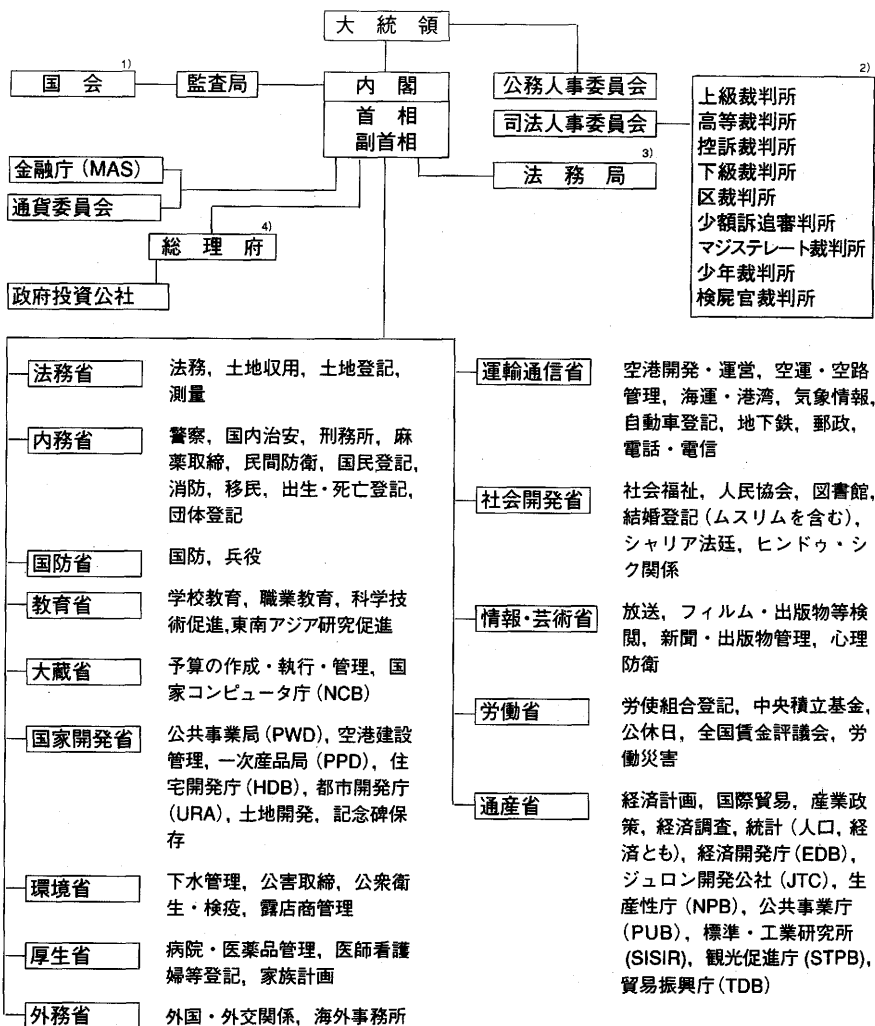 大統領
国会 1)
監査局
内閣
首相
副首相
公務人事委員会
司法人事委員会
法務局 3)
2)
上級裁判所
高等裁判所
控訴裁判所
下級裁判所
区裁判所
少額訴追審判所
マジステレート裁判所
少年裁判所
検屍官裁判所
金融庁（MAS）
通貨委員会
総理府 4)
政府投資公社
法務省
法務，土地収用，土地登記，
測量
内務省
警察，国内治安，刑務所，麻
薬取締，民間防衛，国民登記，
消防，移民，出生・死亡登記，
団体登記
国防省
国防，兵役
教育省
学校教育，職業教育，科学技
術促進,東南アジア研究促進
大蔵省
予算の作成・執行・管理，国
家コンピュータ庁（NCB）
国家開発省
公共事業局（PWD），空港建設
管理，一次産品局（PPD），住
宅開発庁（HDB），都市開発庁
（URA），土地開発，記念碑保
存
環境省
下水管理，公害取締，公衆衛
生・検疫，露店商管理
厚生省
病院・医薬品管理，医師看護
婦等登記，家族計画
外務省
外国・外交関係，海外事務所
運輸通信省
空港開発・運営，空運・空路
管理，海運・港湾，気象情報，
自動車登記，地下鉄，郵政，
電話・電信
社会開発省
社会福祉，人民協会，図書館，
結婚登記（ムスリムを含む），
シャリア法廷，ヒンドゥ・シ
ク関係
情報・芸術省
放送，フィルム・出版物等検
閲，新聞・出版物管理，心理
防衛
労働省
労使組合登記，中央積立基金，
公休日，全国賃金評議会，労
働災害
通産省
経済計画，国際貿易，産業政
策，経済調査，統計（人口，経
済とも），経済開発庁（EDB），
ジュロン開発公社（JTC），生
産性庁（NPB），公共事業庁
（PUB），標準・工業研究所
（SISIR），観光促進庁（STPB），
貿易振興庁（TDB）